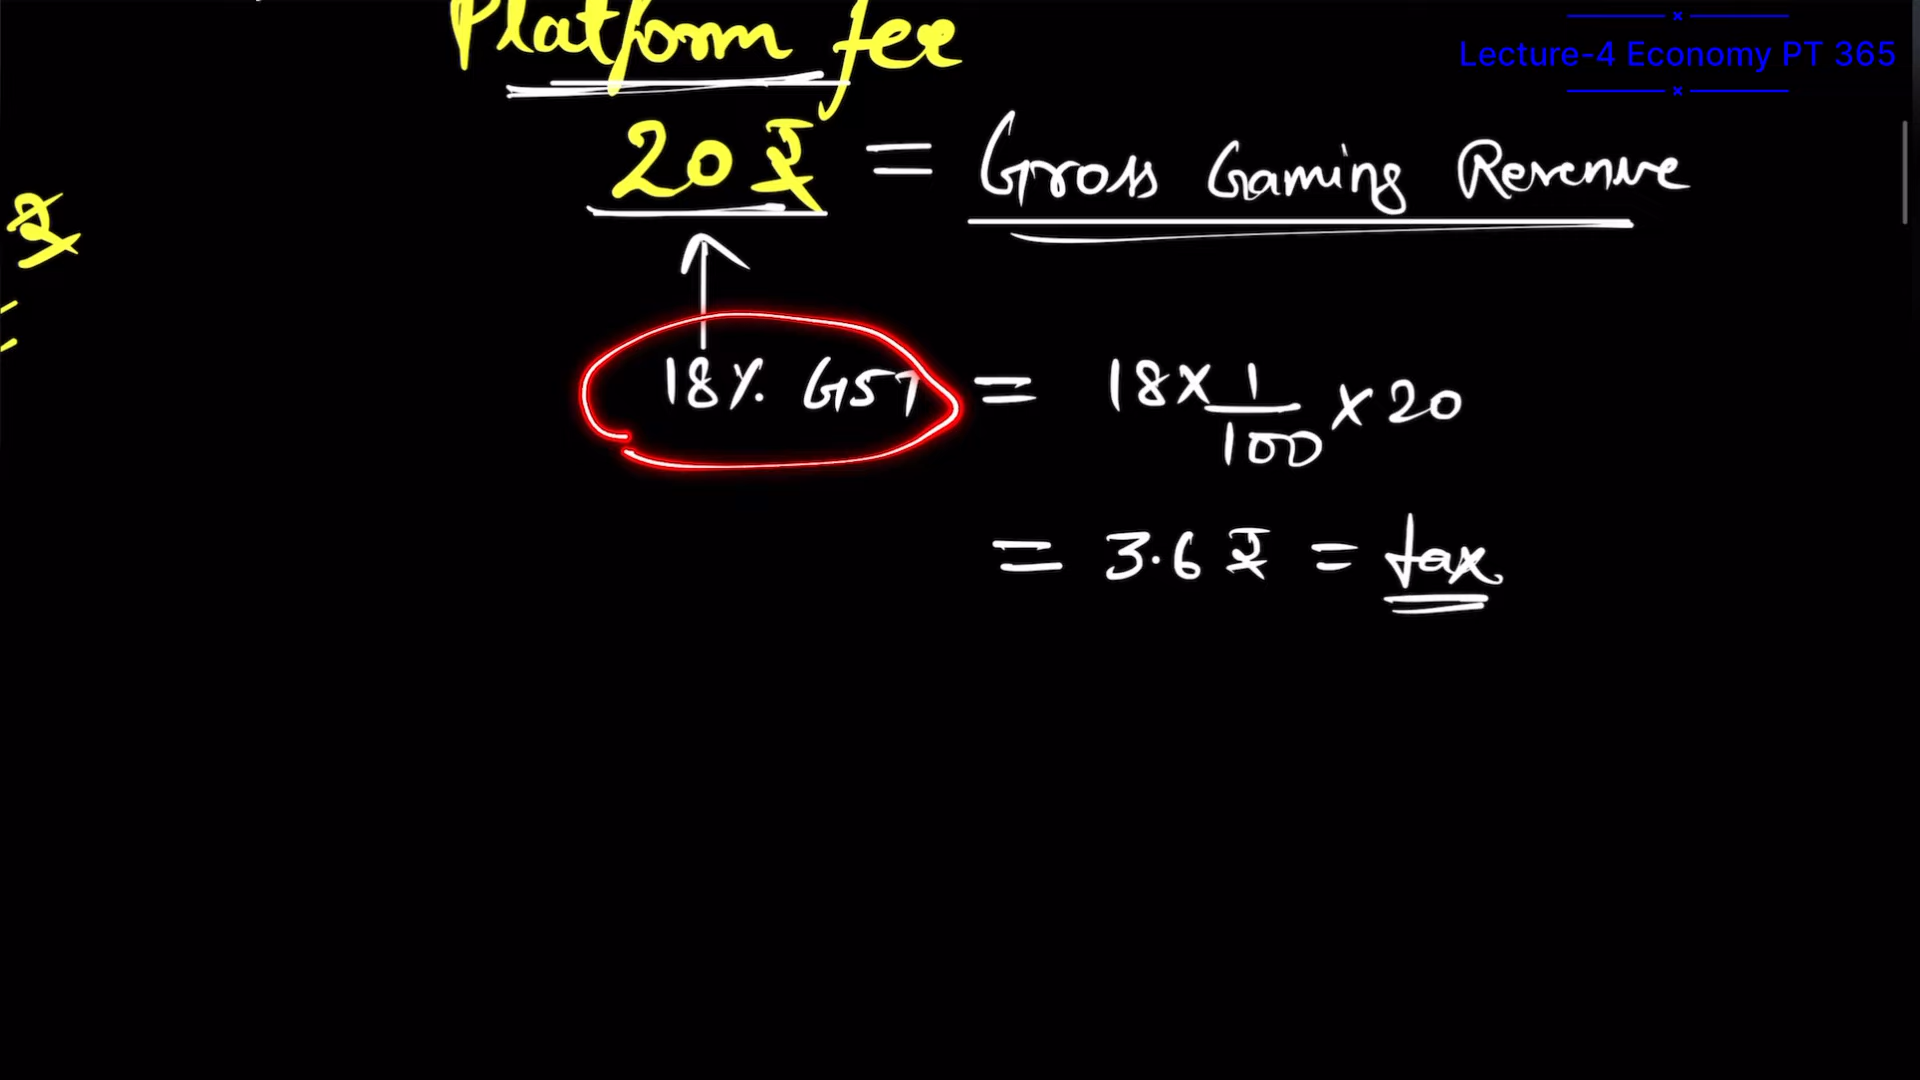 Platform fee
Lecture-4 Economy PT 365
20 ₹ = Gross Gaming Revenue
₹
18% GST = 18 × 1/100 × 20
= 3.6 ₹ = tax